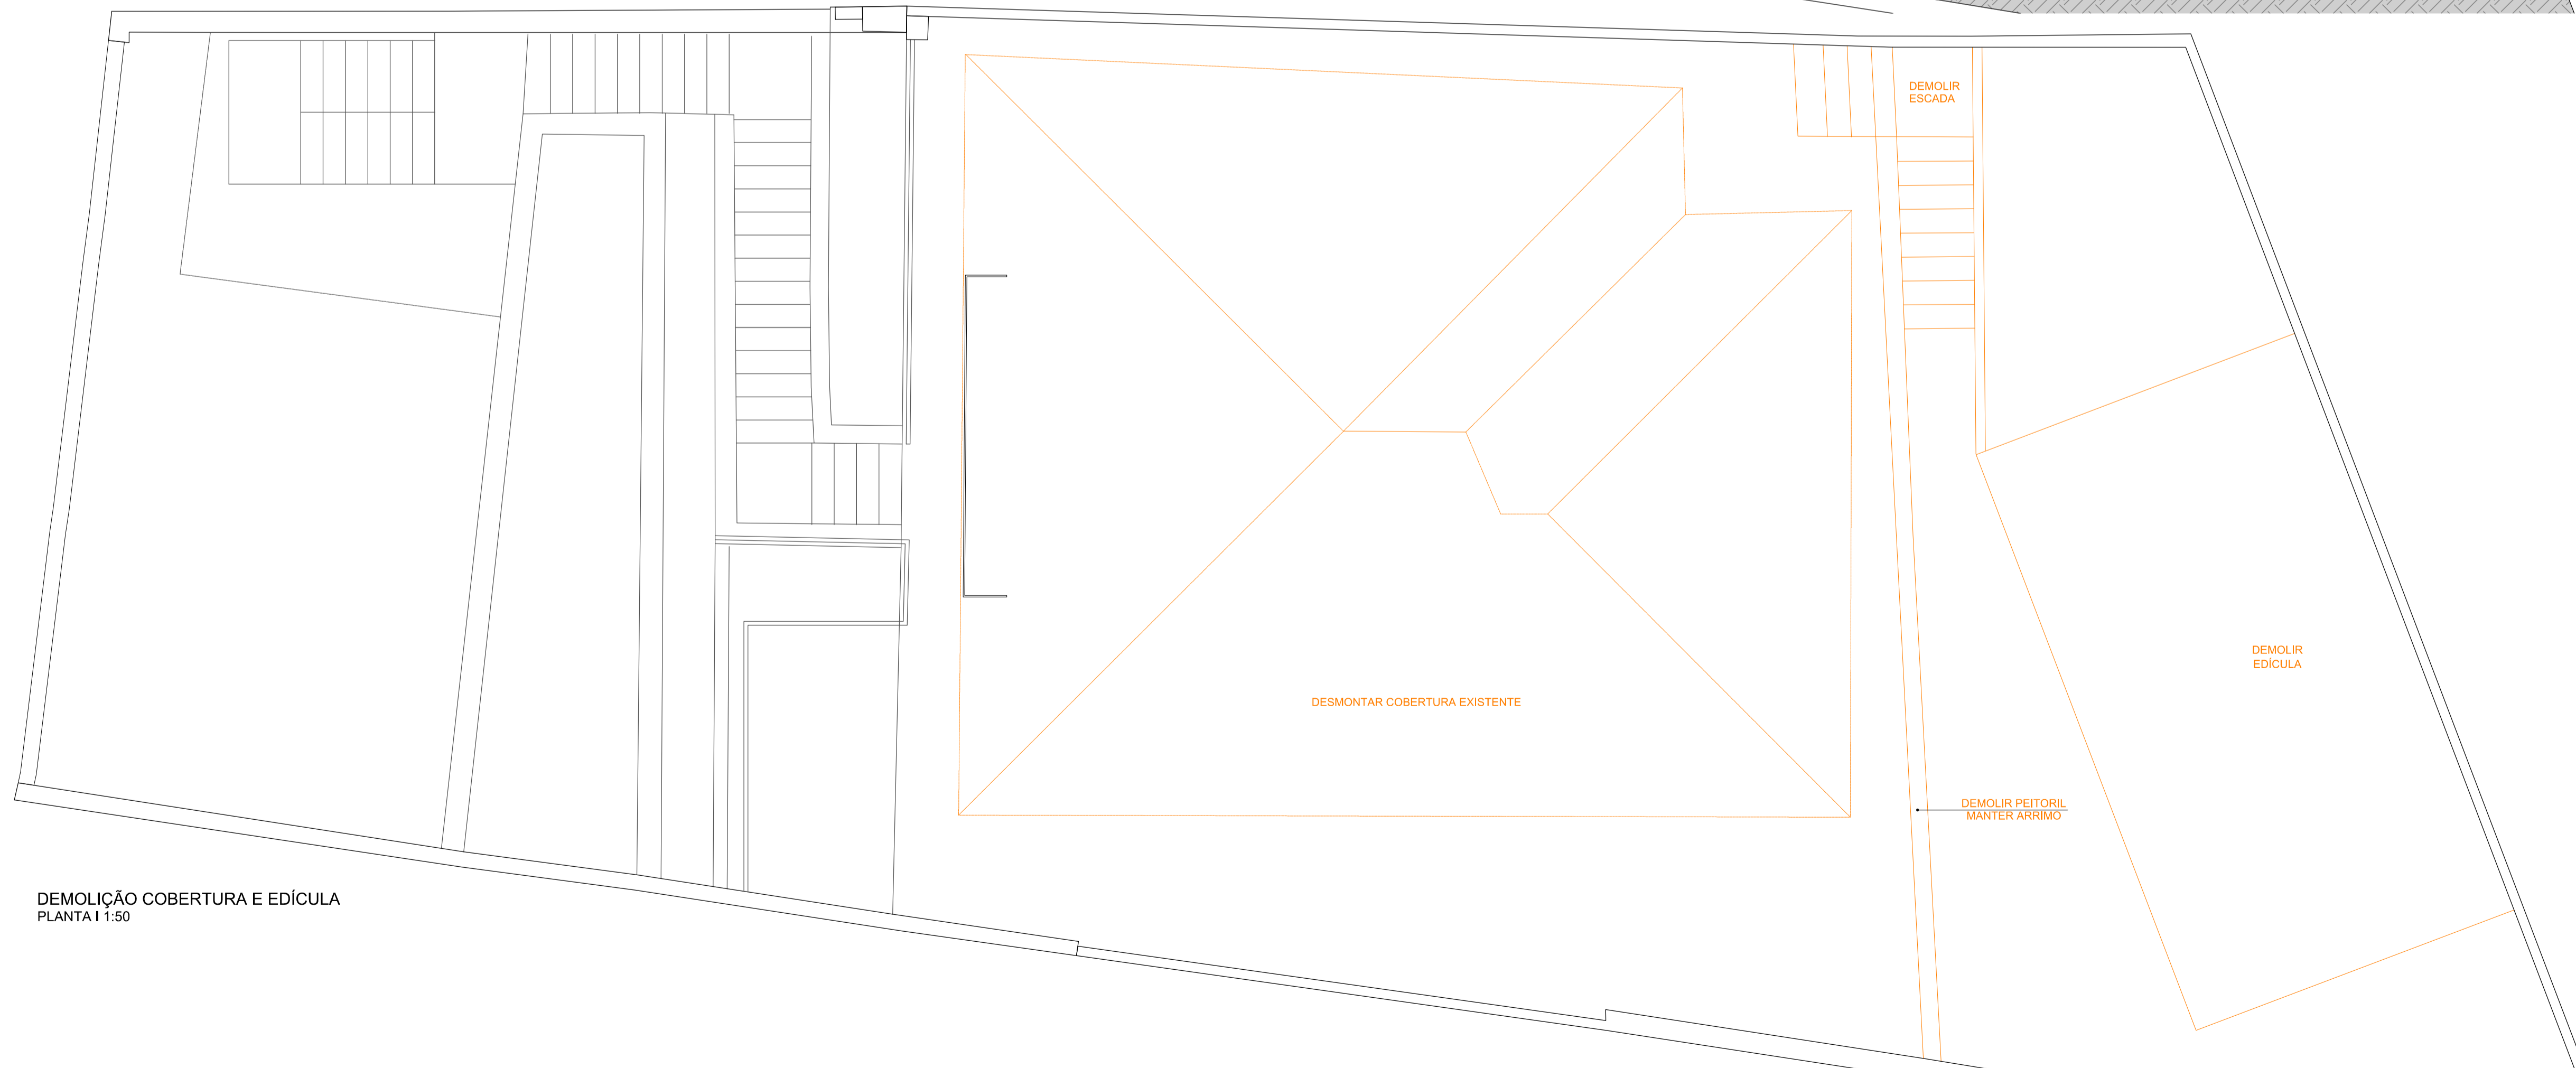 DEMOLIR
ESCADA
DEMOLIR
EDÍCULA
DESMONTAR COBERTURA EXISTENTE
DEMOLIR PEITORIL
MANTER ARRIMO
DEMOLIÇÃO COBERTURA E EDÍCULA
PLANTA I 1:50